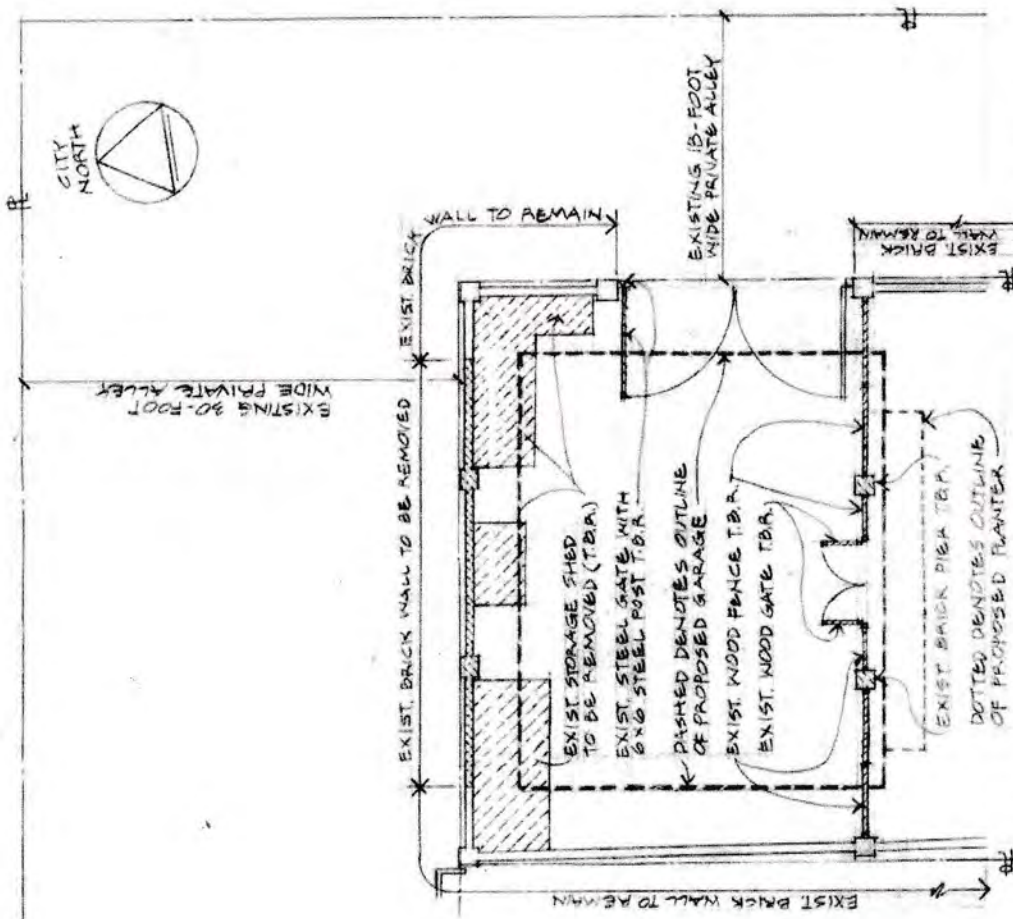 CITY
NORTH
EXIST. BRICK
WALL TO REMAIN
EXISTING 18-FOOT
WIDE PRIVATE ALLEY
EXIST. BRICK
WALL TO REMAIN
EXISTING 30-FOOT
WIDE PRIVATE ALLEY
EXIST. BRICK WALL TO BE REMOVED
EXIST. STORAGE SHED
TO BE REMOVED (T.B.R.)
EXIST. STEEL GATE WITH
6x6 STEEL POST T.B.R.
DASHED DENOTES OUTLINE
OF PROPOSED GARAGE
EXIST. WOOD FENCE T.B.R.
EXIST. WOOD GATE T.B.R.
EXIST BRICK PIER T.B.R.
DOTTED DENOTES OUTLINE
OF PROPOSED PLANTER
EXIST. BRICK WALL TO REMAIN